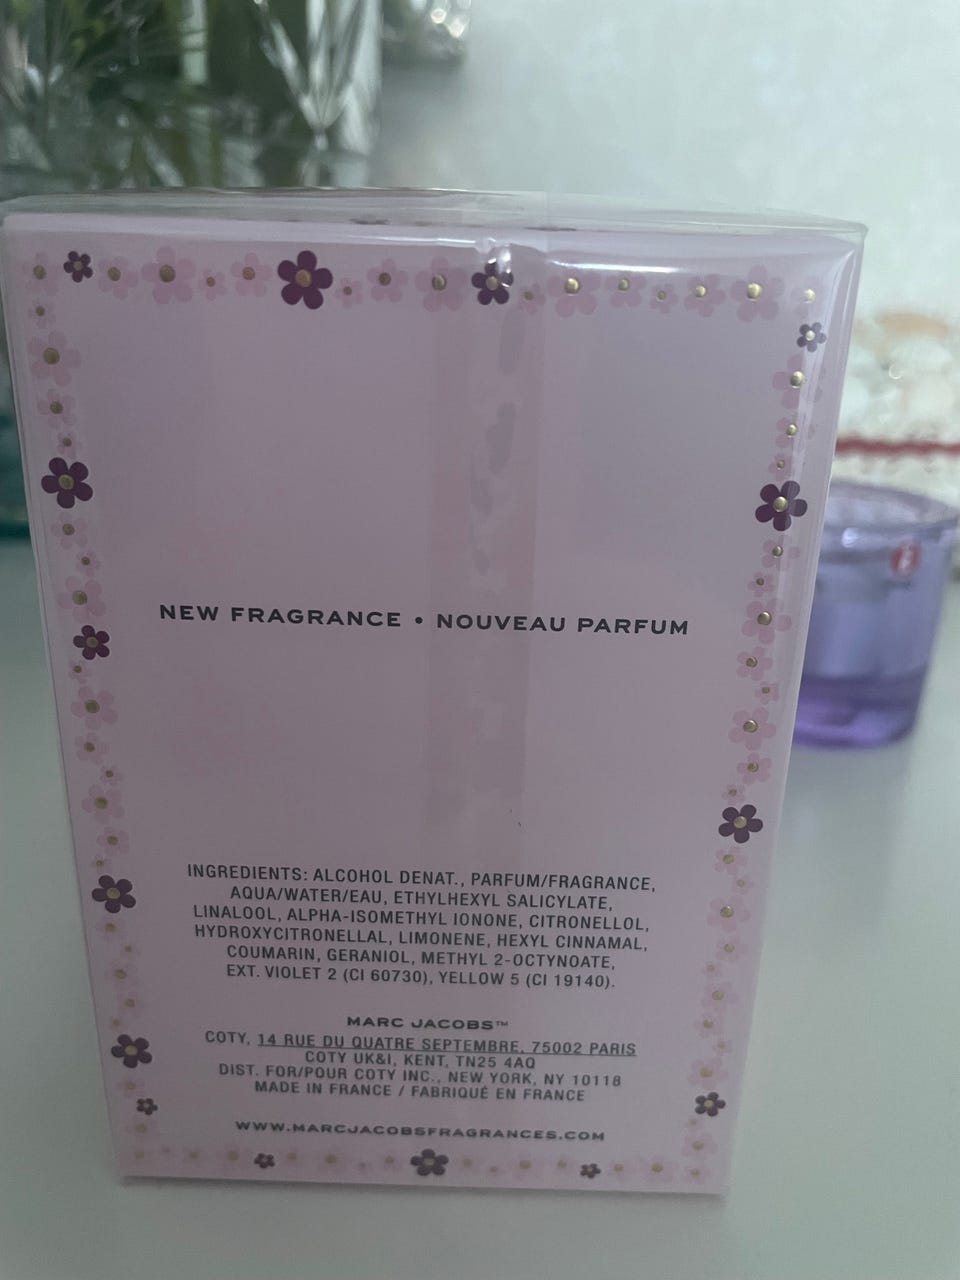 NEW FRAGRANCE • NOUVEAU PARFUM
INGREDIENTS: ALCOHOL DENAT., PARFUM/FRAGRANCE,
AQUA/WATER/EAU, ETHYLHEXYL SALICYLATE,
LINALOOL, ALPHA-ISOMETHYL IONONE, CITRONELLOL,
HYDROXYCITRONELLAL, LIMONENE, HEXYL CINNAMAL,
COUMARIN, GERANIOL, METHYL 2-OCTYNOATE,
EXT. VIOLET 2 (CI 60730), YELLOW 5 (CI 19140).
MARC JACOBS™
COTY, 14 RUE DU QUATRE SEPTEMBRE, 75002 PARIS
COTY UK&I, KENT, TN25 4AQ
DIST. FOR/POUR COTY INC., NEW YORK, NY 10118
MADE IN FRANCE / FABRIQUÉ EN FRANCE
WWW.MARCJACOBSFRAGRANCES.COM